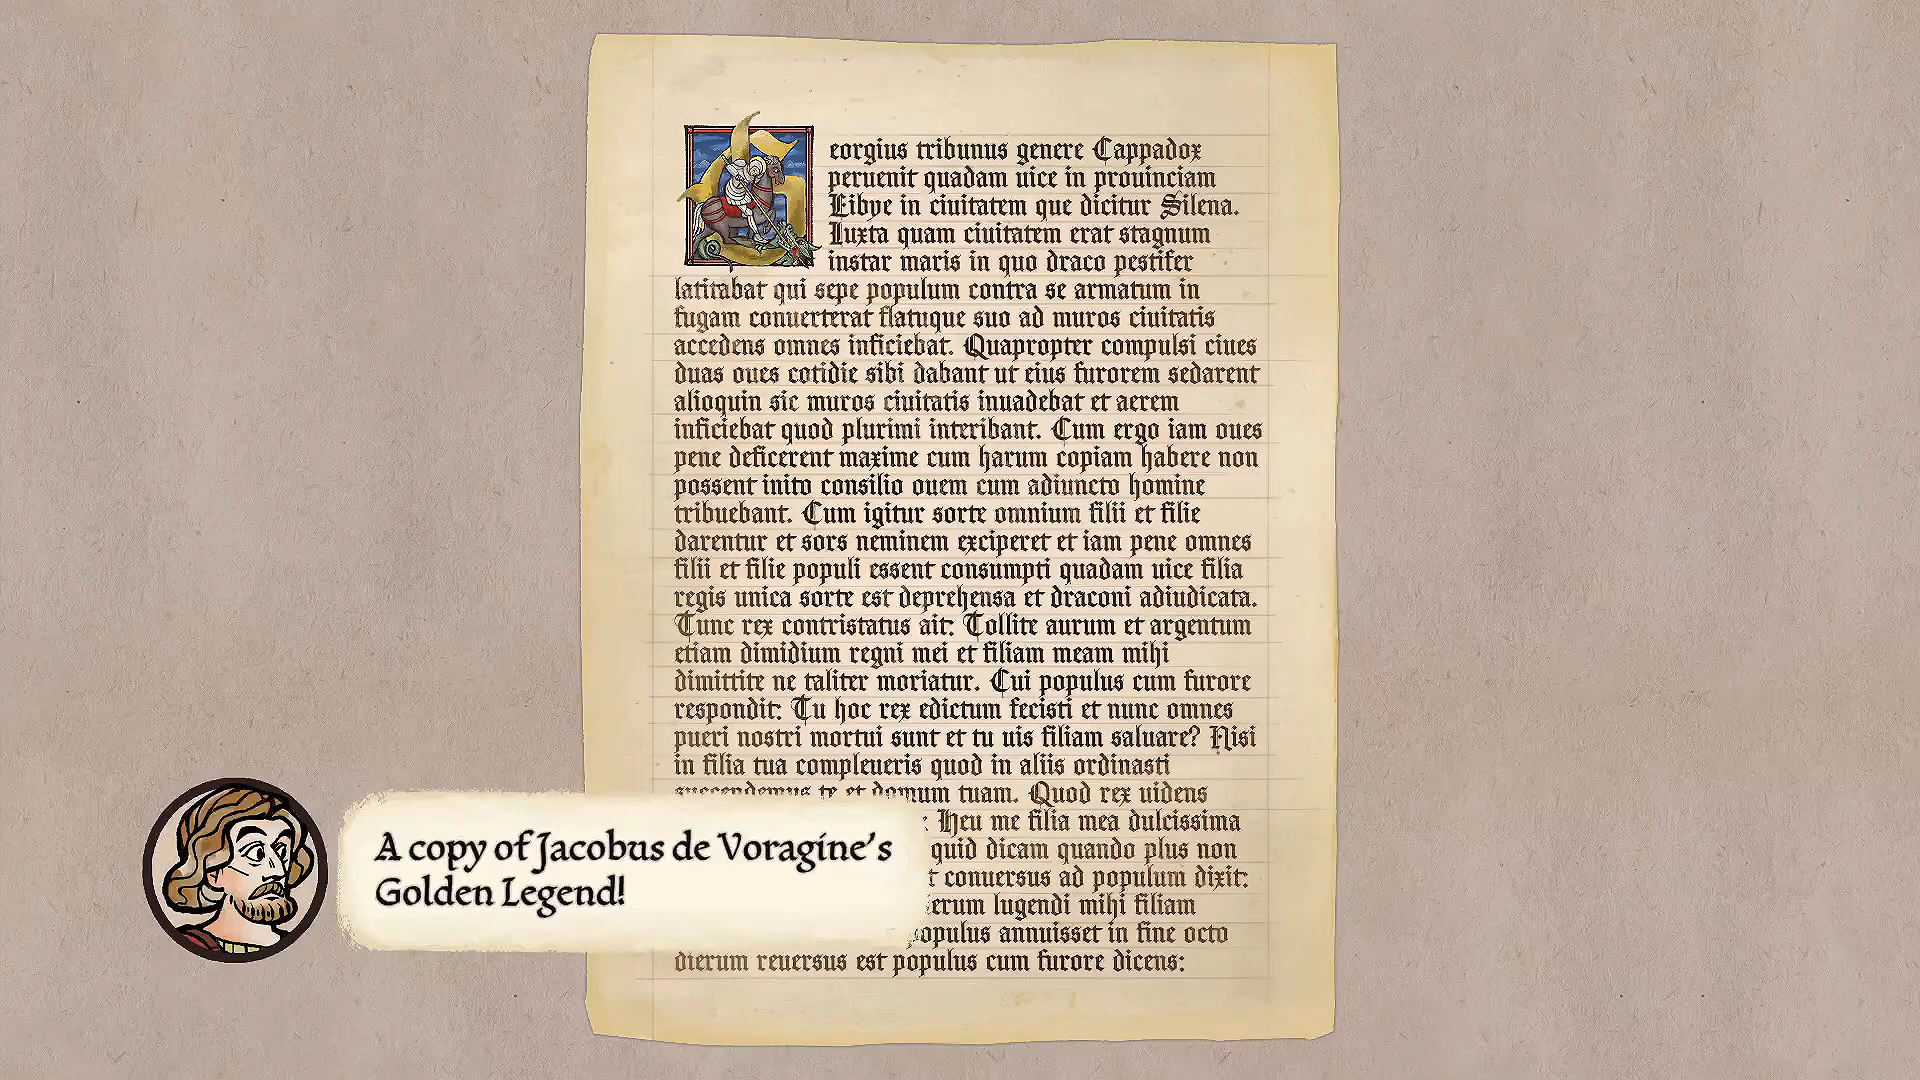 eorgius tribunus genere Cappadox
peruenit quadam uice in prouinciam
Libye in ciuitatem que dicitur Silena.
Iuxta quam ciuitatem erat stagnum
instar maris in quo draco pestifer
latitabat qui sepe populum contra se armatum in
fugam conuerterat flatuque suo ad muros ciuitatis
accedens omnes inficiebat. Quapropter compulsi ciues
duas oues cotidie sibi dabant ut eius furorem sedarent
alioquin sic muros ciuitatis inuadebat et aerem
inficiebat quod plurimi interibant. Cum ergo iam oues
pene deficerent maxime cum harum copiam habere non
possent inito consilio ouem cum adiuncto homine
tribuebant. Cum igitur sorte omnium filii et filie
darentur et sors neminem exciperet et iam pene omnes
filii et filie populi essent consumpti quadam uice filia
regis unica sorte est deprehensa et draconi adiudicata.
Tunc rex contristatus ait: Tollite aurum et argentum
etiam dimidium regni mei et filiam meam mihi
dimittite ne taliter moriatur. Cui populus cum furore
respondit: Tu hoc rex edictum fecisti et nunc omnes
pueri nostri mortui sunt et tu uis filiam saluare? Nisi
in filia tua compleueris quod in aliis ordinasti
succendemus te et domum tuam. Quod rex uidens
: Heu me filia mea dulcissima
quid dicam quando plus non
t conuersus ad populum dixit:
erum lugendi mihi filiam
opulus annuisset in fine octo
dierum reuersus est populus cum furore dicens:
A copy of Jacobus de Voragine's
Golden Legend!